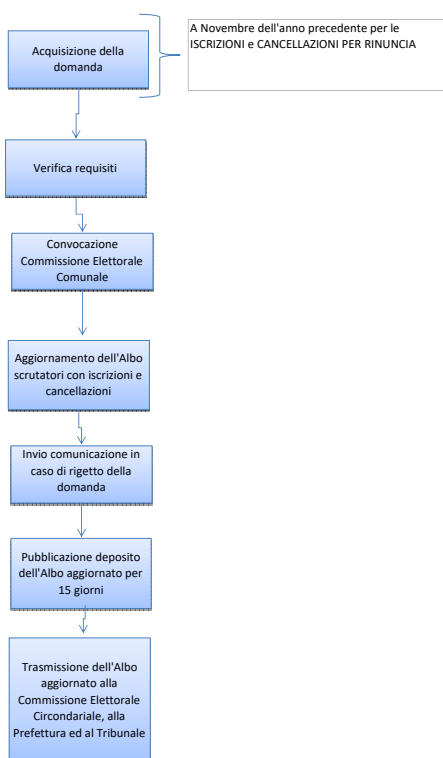 Acquisizione della
domanda
A Novembre dell'anno precedente per le
ISCRIZIONI e CANCELLAZIONI PER RINUNCIA
Verifica requisiti
Convocazione
Commissione Elettorale
Comunale
Aggiornamento dell'Albo
scrutatori con iscrizioni e
cancellazioni
Invio comunicazione in
caso di rigetto della
domanda
Pubblicazione deposito
dell'Albo aggiornato per
15 giorni
Trasmissione dell'Albo
aggiornato alla
Commissione Elettorale
Circondariale, alla
Prefettura ed al Tribunale